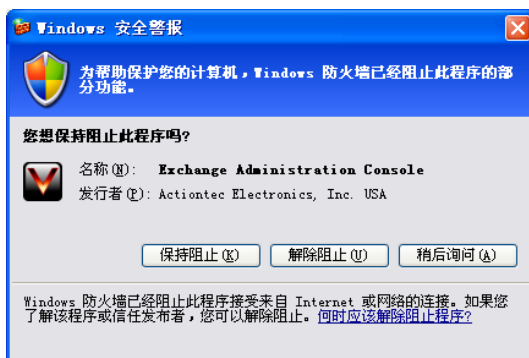 Windows 安全警报
为帮助保护您的计算机，Windows 防火墙已经阻止此程序的部
分功能。
您想保持阻止此程序吗?
名称(N): Exchange Administration Console
发行者(P): Actiontec Electronics, Inc. USA
保持阻止(K) 解除阻止(U) 稍后询问(A)
Windows 防火墙已经阻止此程序接受来自 Internet 或网络的连接。如果您
了解该程序或信任发布者，您可以解除阻止。何时应该解除阻止程序?